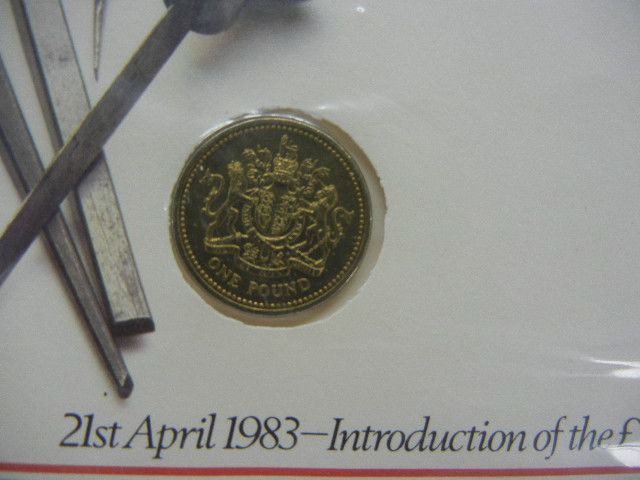 ONE POUND
21st April 1983—Introduction of the £